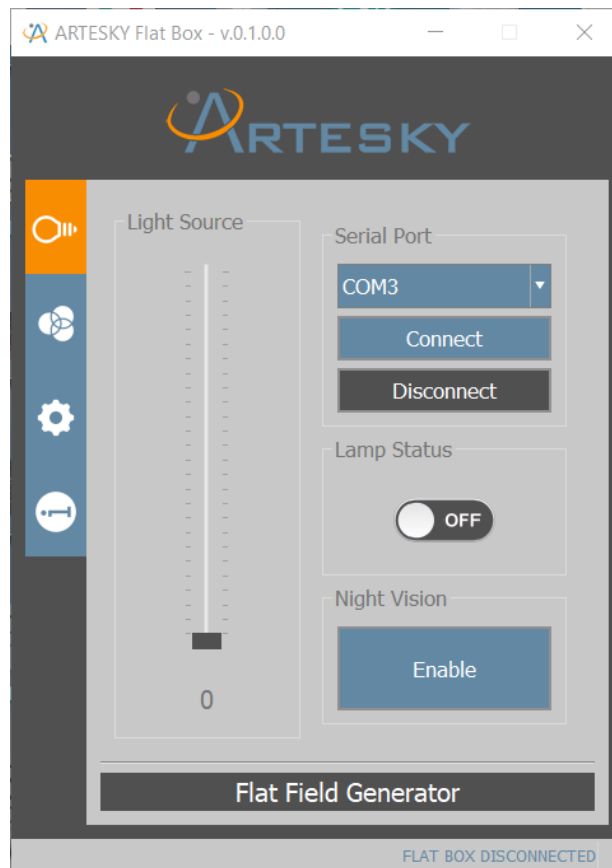 ARTESKY Flat Box - v.0.1.0.0
ARTESKY
Light Source
0
Serial Port
COM3
Connect
Disconnect
Lamp Status
OFF
Night Vision
Enable
Flat Field Generator
FLAT BOX DISCONNECTED